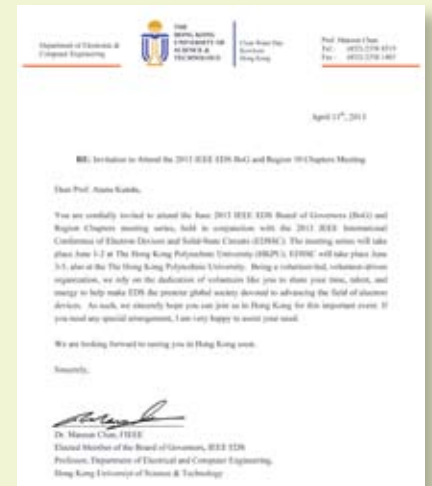 Department of Electronic &
Computer Engineering
THE
HONG KONG
UNIVERSITY OF
SCIENCE &
TECHNOLOGY
Clear Water Bay
Kowloon
Hong Kong
Prof. Mansun Chan
Tel :
Fax :
April 11th, 2013
RE: Invitation to Attend the 2013 IEEE EDS BoG and Region 10 Chapters Meeting
Dear Prof.
You are cordially invited to attend the June 2013 IEEE EDS Board of Governors (BoG) and
Region Chapters meeting series, held in conjunction with the 2013 IEEE International
Conference of Electron Devices and Solid-State Circuits (EDSSC). The meeting series will take
place June 1-2 at The Hong Kong Polytechnic University (HKPU). EDSSC will take place June
3-5, also at the The Hong Kong Polytechnic University. Being a volunteer-led, volunteer-driven
organization, we rely on the dedication of volunteers like you to share your time, talent, and
energy to help make EDS the premier global society devoted to advancing the field of electron
devices. As such, we sincerely hope you can join us in Hong Kong for this important event. If
you need any special arrangement, I am very happy to assist your need.
We are looking forward to seeing you in Hong Kong soon.
Sincerely,
Dr. Mansun Chan, FIEEE
Elected Member of the Board of Governors, IEEE EDS
Professor, Department of Electrical and Computer Engineering,
Hong Kong University of Science & Technology